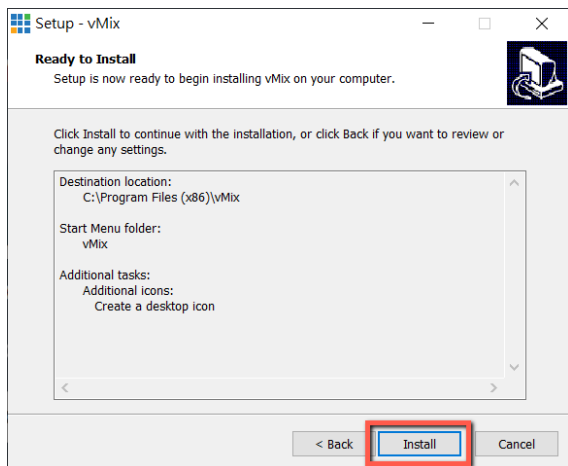 Setup - vMix
Ready to Install
Setup is now ready to begin installing vMix on your computer.
Click Install to continue with the installation, or click Back if you want to review or
change any settings.
Destination location:
C:\Program Files (x86)\vMix
Start Menu folder:
vMix
Additional tasks:
Additional icons:
Create a desktop icon
< Back
Install
Cancel